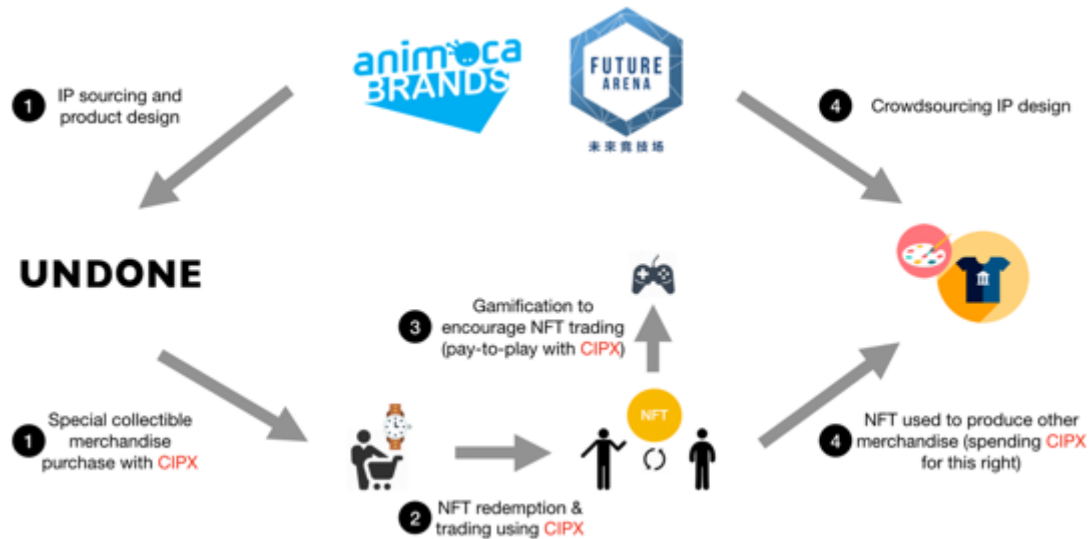 animoca
BRANDS
FUTURE
ARENA
未來競技場
1
IP sourcing and
product design
4
Crowdsourcing IP design
UNDONE
3
Gamification to
encourage NFT trading
(pay-to-play with CIPX)
1
Special collectible
merchandise
purchase with CIPX
NFT
4
NFT used to produce other
merchandise (spending CIPX
for this right)
2
NFT redemption &
trading using CIPX